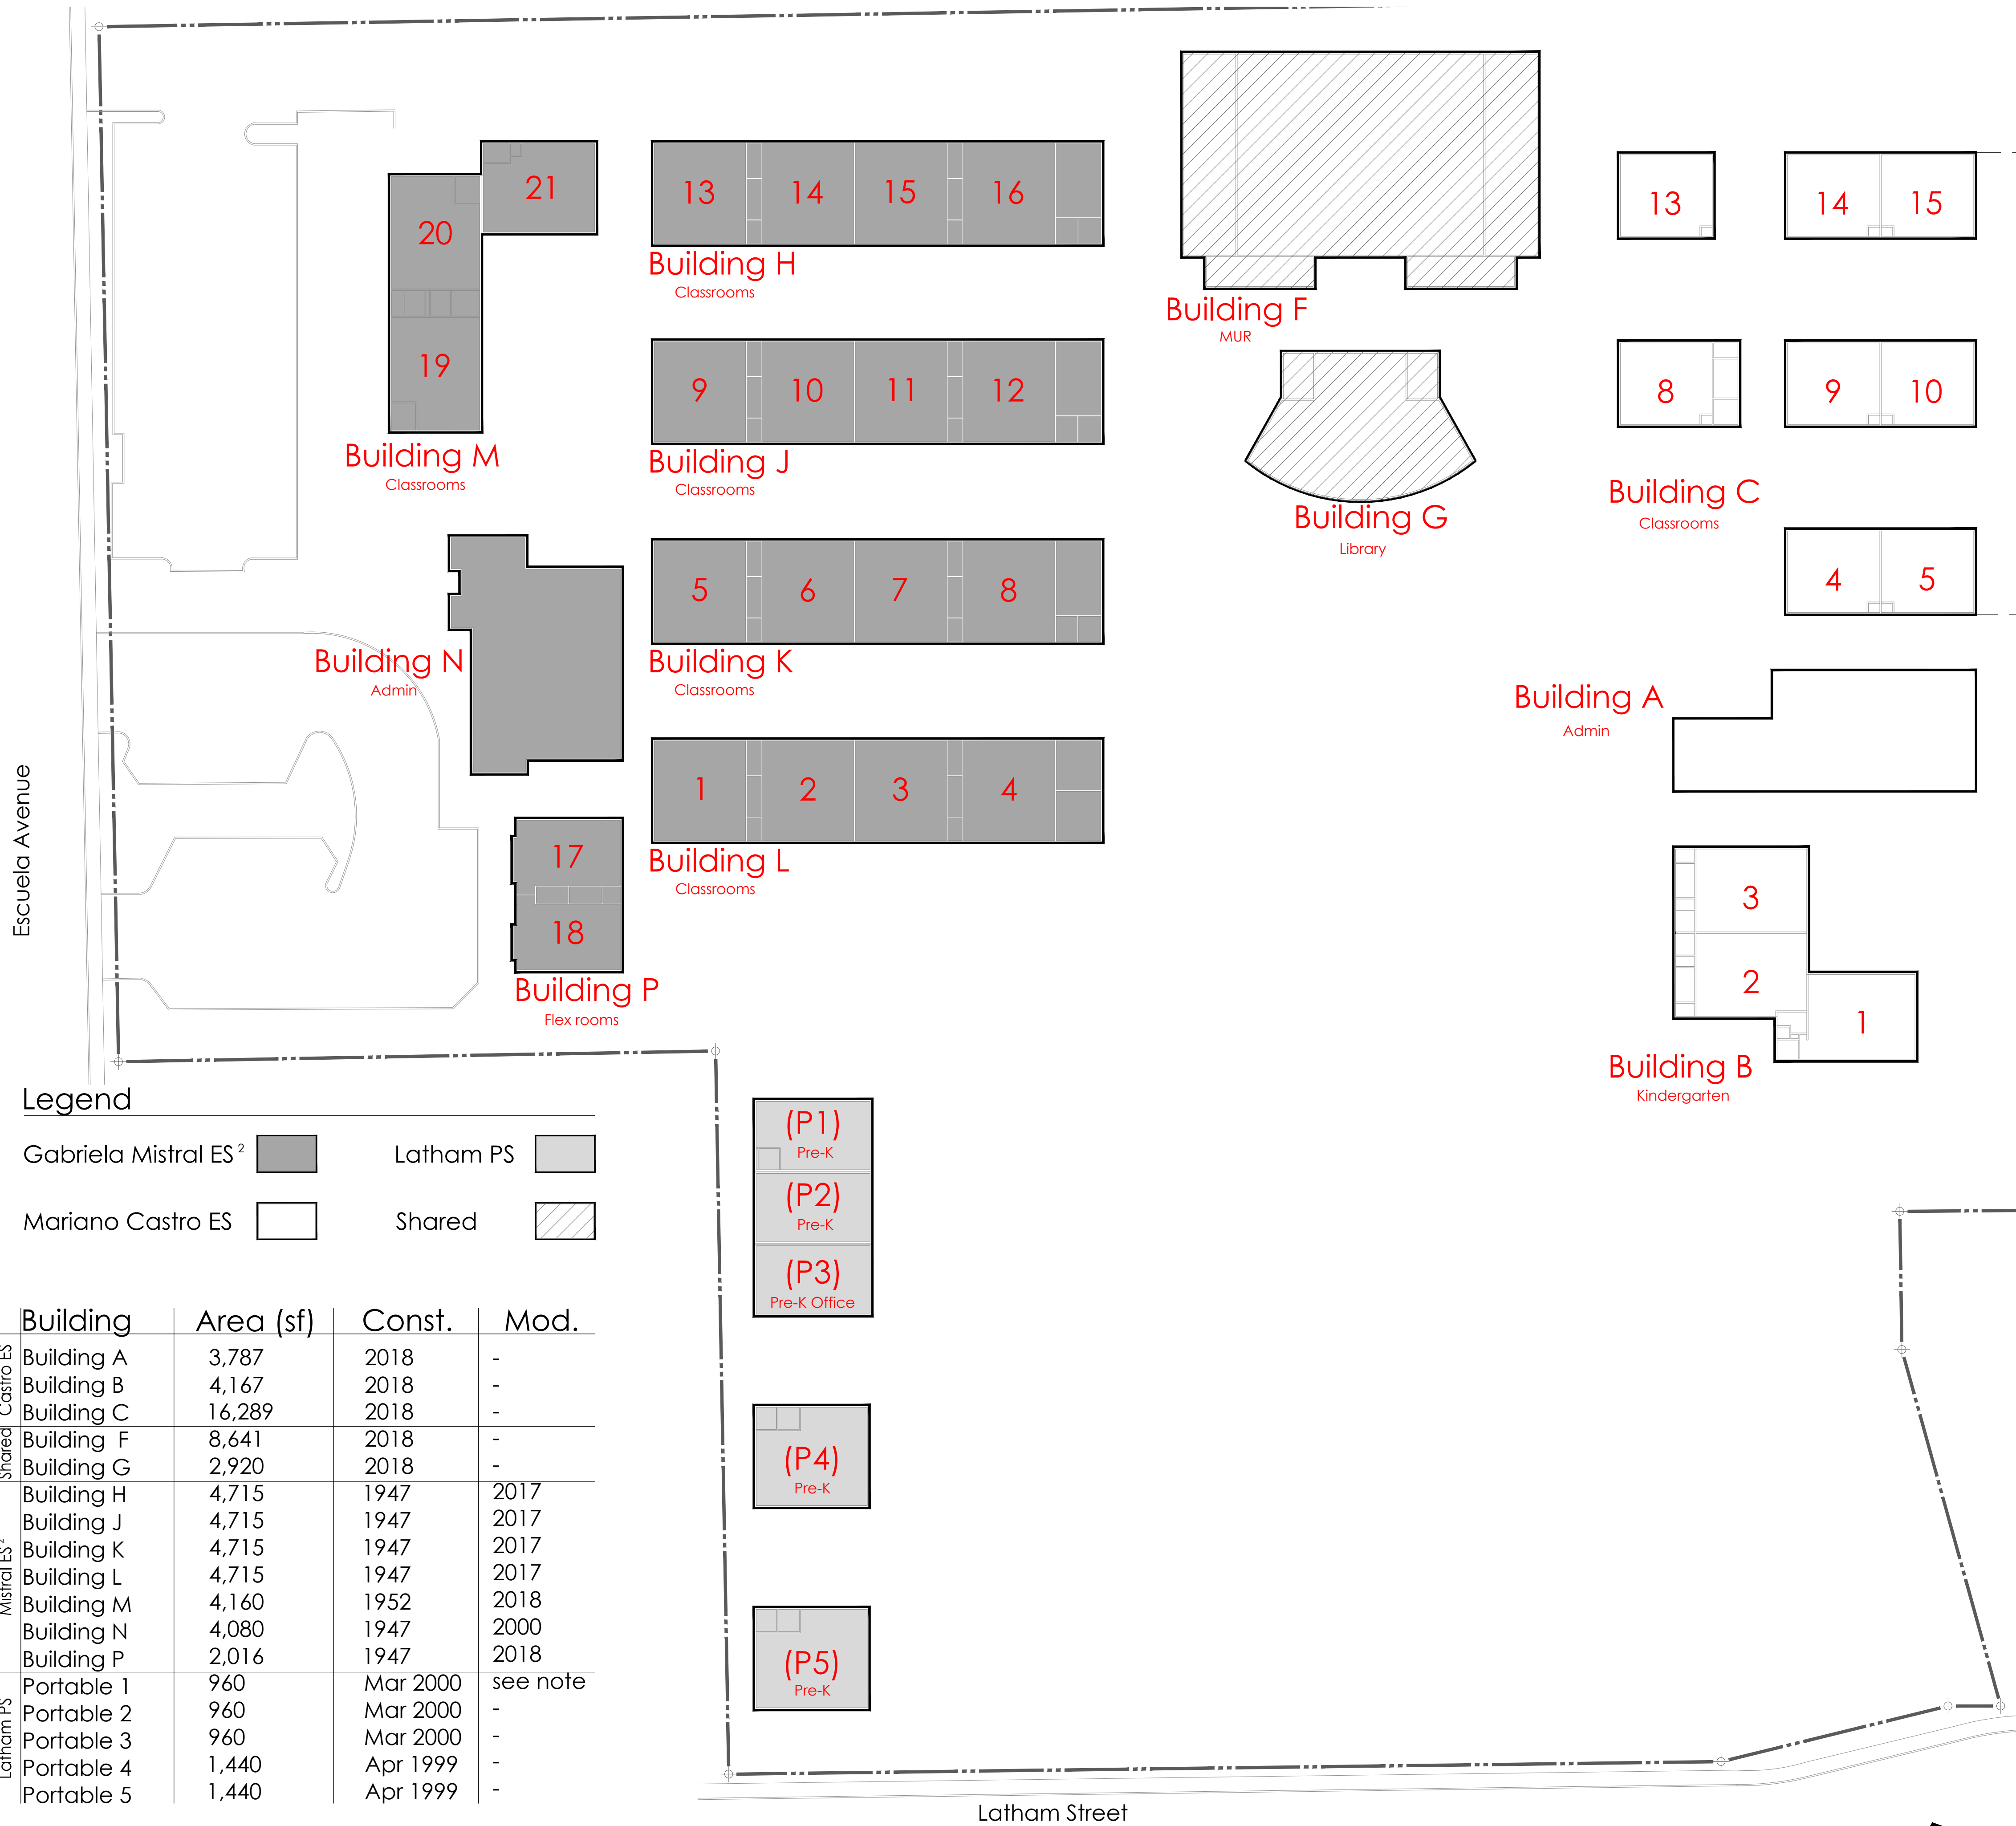 21
20
19
Building M
Classrooms
13 14 15 16
Building H
Classrooms
9 10 11 12
Building J
Classrooms
Building F
MUR
Building G
Library
13 14 15
8 9 10
Building C
Classrooms
4 5
Building N
Admin
5 6 7 8
Building K
Classrooms
Building A
Admin
1 2 3 4
Building L
Classrooms
Escuela Avenue
17
18
Building P
Flex rooms
3
2
1
Building B
Kindergarten
(P1)
Pre-K
(P2)
Pre-K
(P3)
Pre-K Office
(P4)
Pre-K
(P5)
Pre-K
Legend
Gabriela Mistral ES²
Latham PS
Mariano Castro ES
Shared
Building Area (sf) Const. Mod.
Castro ES
Building A 3,787 2018 -
Building B 4,167 2018 -
Building C 16,289 2018 -
Shared
Building F 8,641 2018 -
Building G 2,920 2018 -
Mistral ES²
Building H 4,715 1947 2017
Building J 4,715 1947 2017
Building K 4,715 1947 2017
Building L 4,715 1947 2017
Building M 4,160 1952 2018
Building N 4,080 1947 2000
Building P 2,016 1947 2018
Latham PS
Portable 1 960 Mar 2000 see note
Portable 2 960 Mar 2000 -
Portable 3 960 Mar 2000 -
Portable 4 1,440 Apr 1999 -
Portable 5 1,440 Apr 1999 -
Latham Street